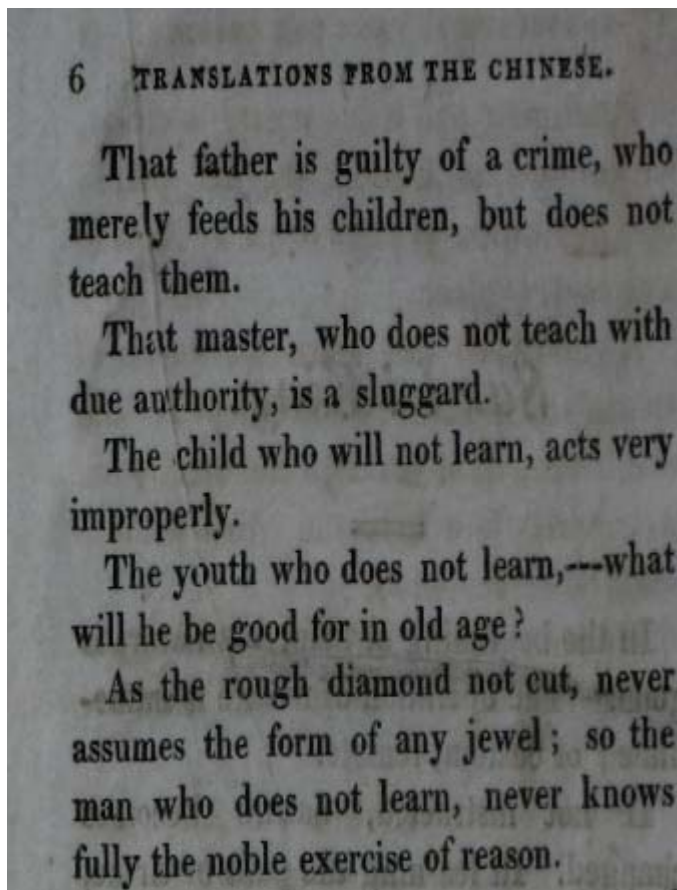 6 TRANSLATIONS FROM THE CHINESE.
That father is guilty of a crime, who
merely feeds his children, but does not
teach them.
That master, who does not teach with
due authority, is a sluggard.
The child who will not learn, acts very
improperly.
The youth who does not learn,---what
will he be good for in old age?
As the rough diamond not cut, never
assumes the form of any jewel; so the
man who does not learn, never knows
fully the noble exercise of reason.